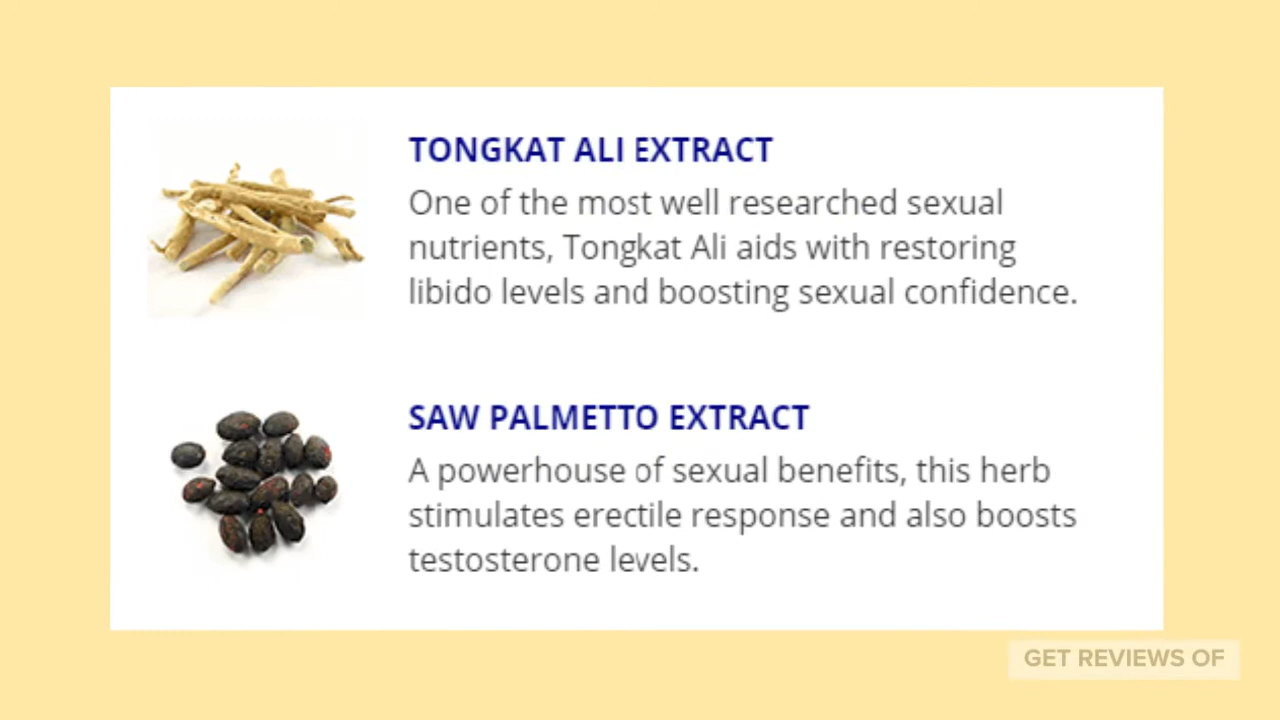 TONGKAT ALI EXTRACT
One of the most well researched sexual
nutrients, Tongkat Ali aids with restoring
libido levels and boosting sexual confidence.
SAW PALMETTO EXTRACT
A powerhouse of sexual benefits, this herb
stimulates erectile response and also boosts
testosterone levels.
GET REVIEWS OF